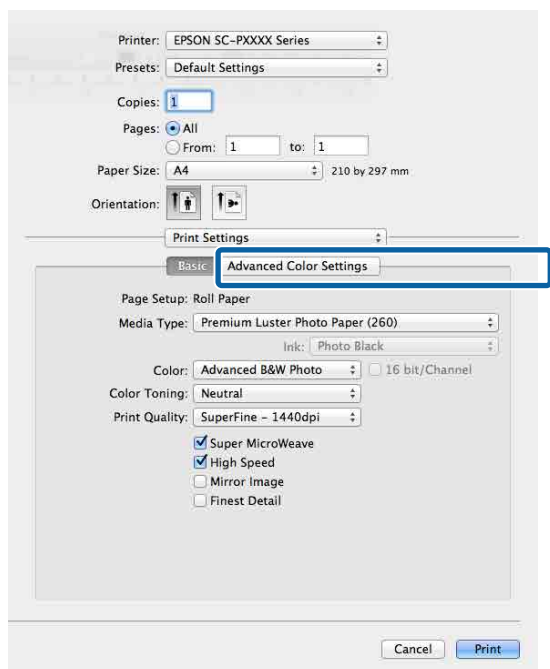 Printer: EPSON SC-PXXXX Series
Presets: Default Settings
Copies: 1
Pages: All
From: 1 to: 1
Paper Size: A4 210 by 297 mm
Orientation:
Print Settings
Basic Advanced Color Settings
Page Setup: Roll Paper
Media Type: Premium Luster Photo Paper (260)
Ink: Photo Black
Color: Advanced B&W Photo 16 bit/Channel
Color Toning: Neutral
Print Quality: SuperFine - 1440dpi
Super MicroWeave
High Speed
Mirror Image
Finest Detail
Cancel Print